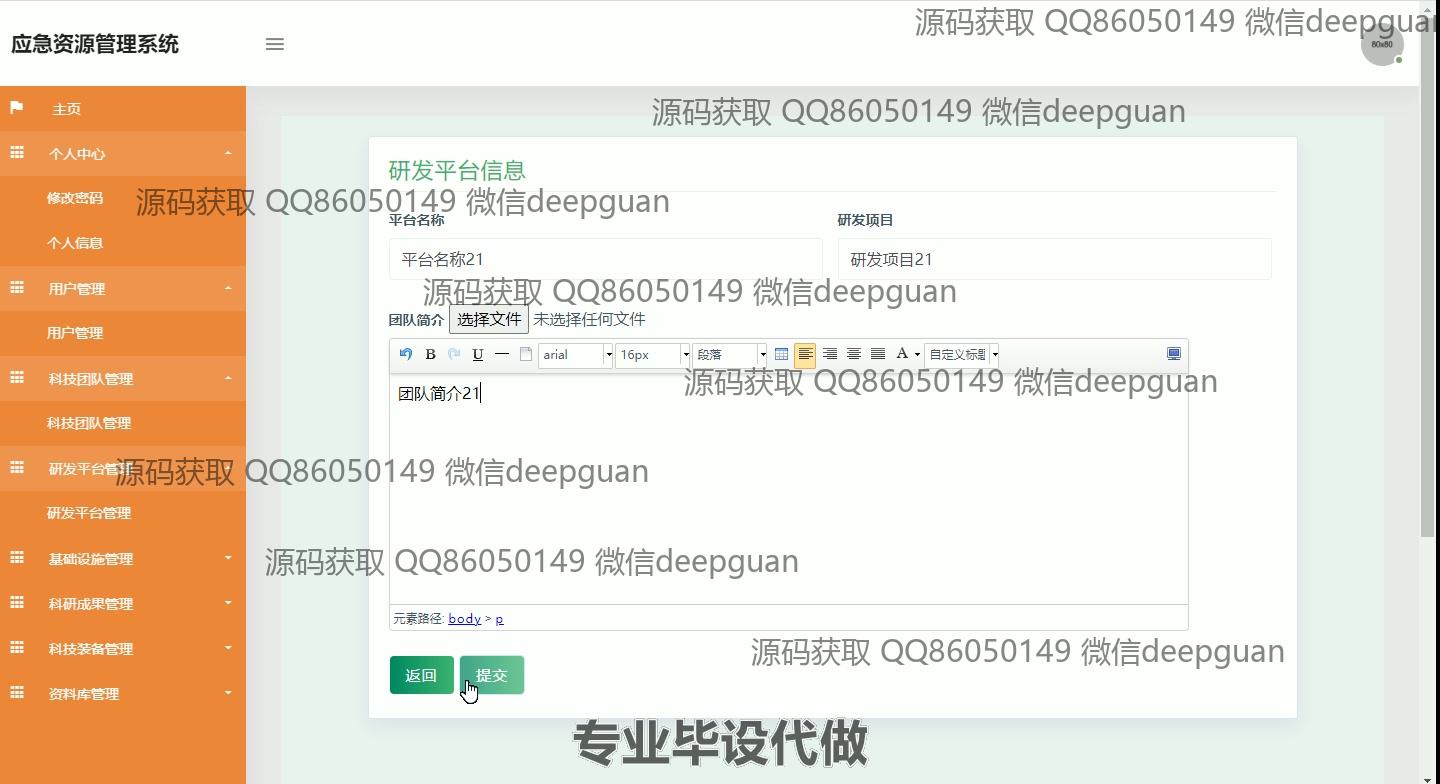 源码获取 QQ86050149 微信deepguan
应急资源管理系统
80x80
主页
源码获取 QQ86050149 微信deepguan
个人中心
研发平台信息
修改密码
源码获取 QQ86050149 微信deepguan
平台名称 研发项目
个人信息
平台名称21 研发项目21
用户管理
源码获取 QQ86050149 微信deepguan
团队简介 选择文件 未选择任何文件
用户管理
B U arial 16px 段落 A 自定义标题
科技团队管理
源码获取 QQ86050149 微信deepguan
团队简介21
科技团队管理
研发平台管理
源码获取 QQ86050149 微信deepguan
研发平台管理
基础设施管理
源码获取 QQ86050149 微信deepguan
科研成果管理
元素路径: body > p
科技装备管理
源码获取 QQ86050149 微信deepguan
返回 提交
资料库管理
专业毕设代做